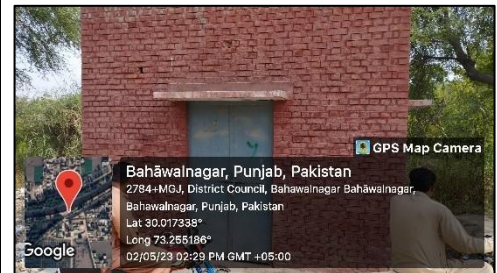 GPS Map Camera
Bahāwalnagar, Punjab, Pakistan
2784+MGJ, District Council, Bahawalnagar Bahāwalnagar,
Bahawalnagar, Punjab, Pakistan
Lat 30.017338°
Long 73.255186°
02/05/23 02:29 PM GMT +05:00
Google